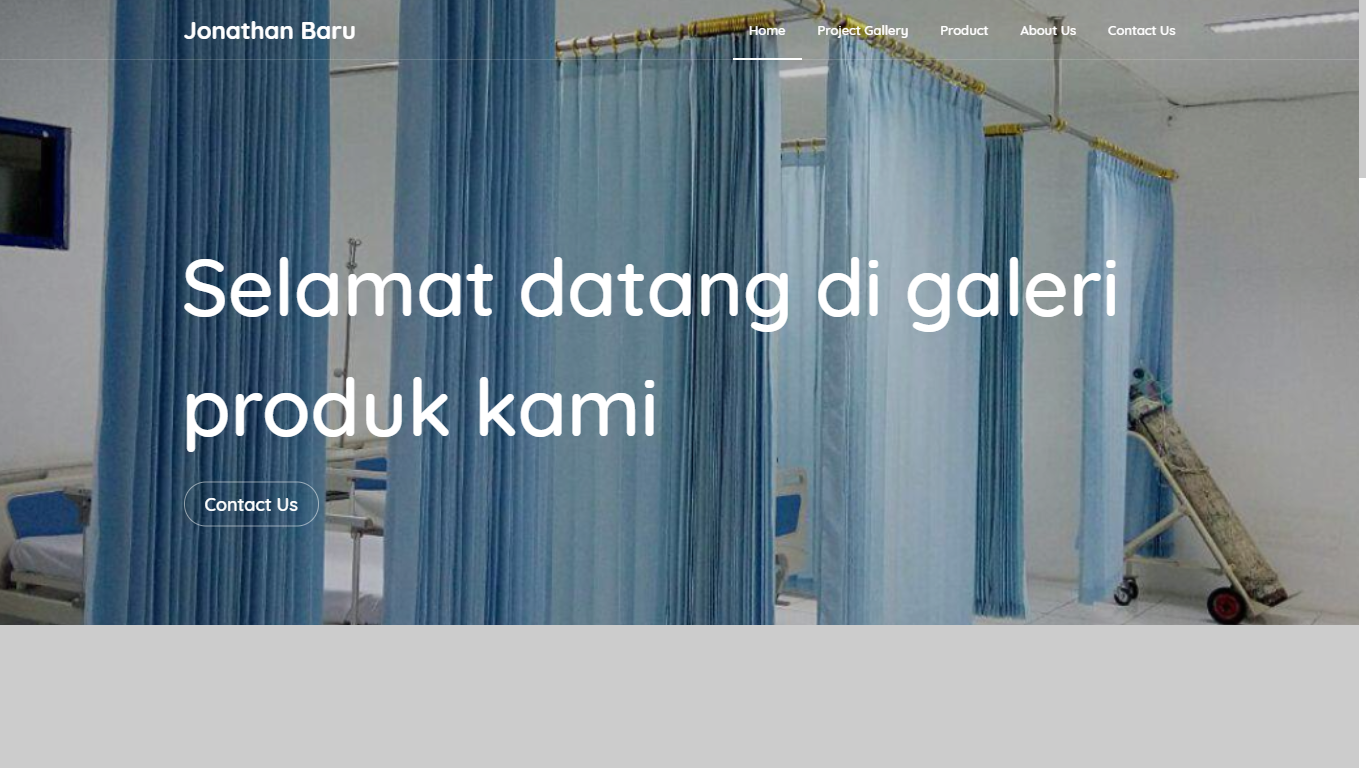 Jonathan Baru
Home
Project Gallery
Product
About Us
Contact Us
Selamat datang di galeri
produk kami
Contact Us